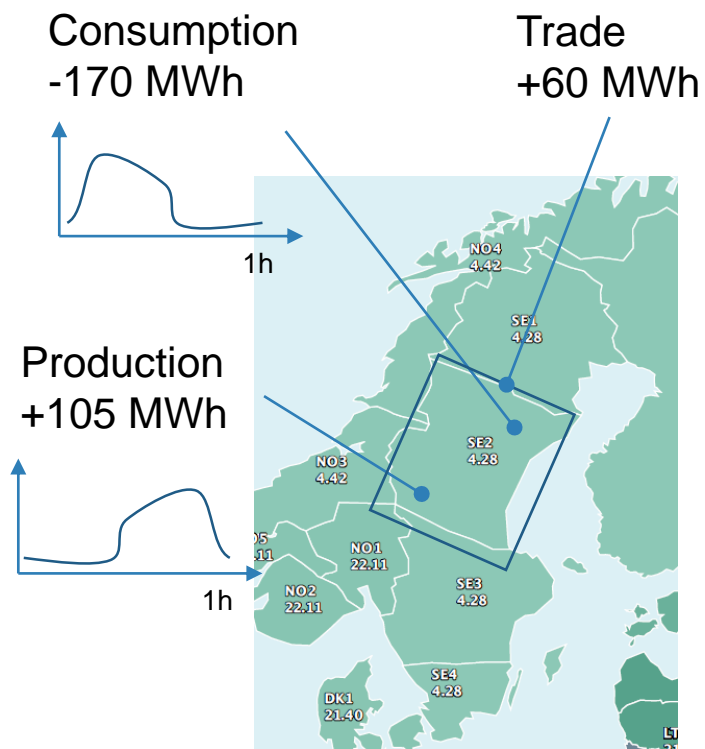 Consumption
-170 MWh
Trade
+60 MWh
1h
NO4
4.42
SE1
4.28
Production
+105 MWh
SE2
4.28
NO3
4.42
NO1
22.11
1h
NO2
22.11
SE3
4.28
SE4
4.28
DK1
21.40